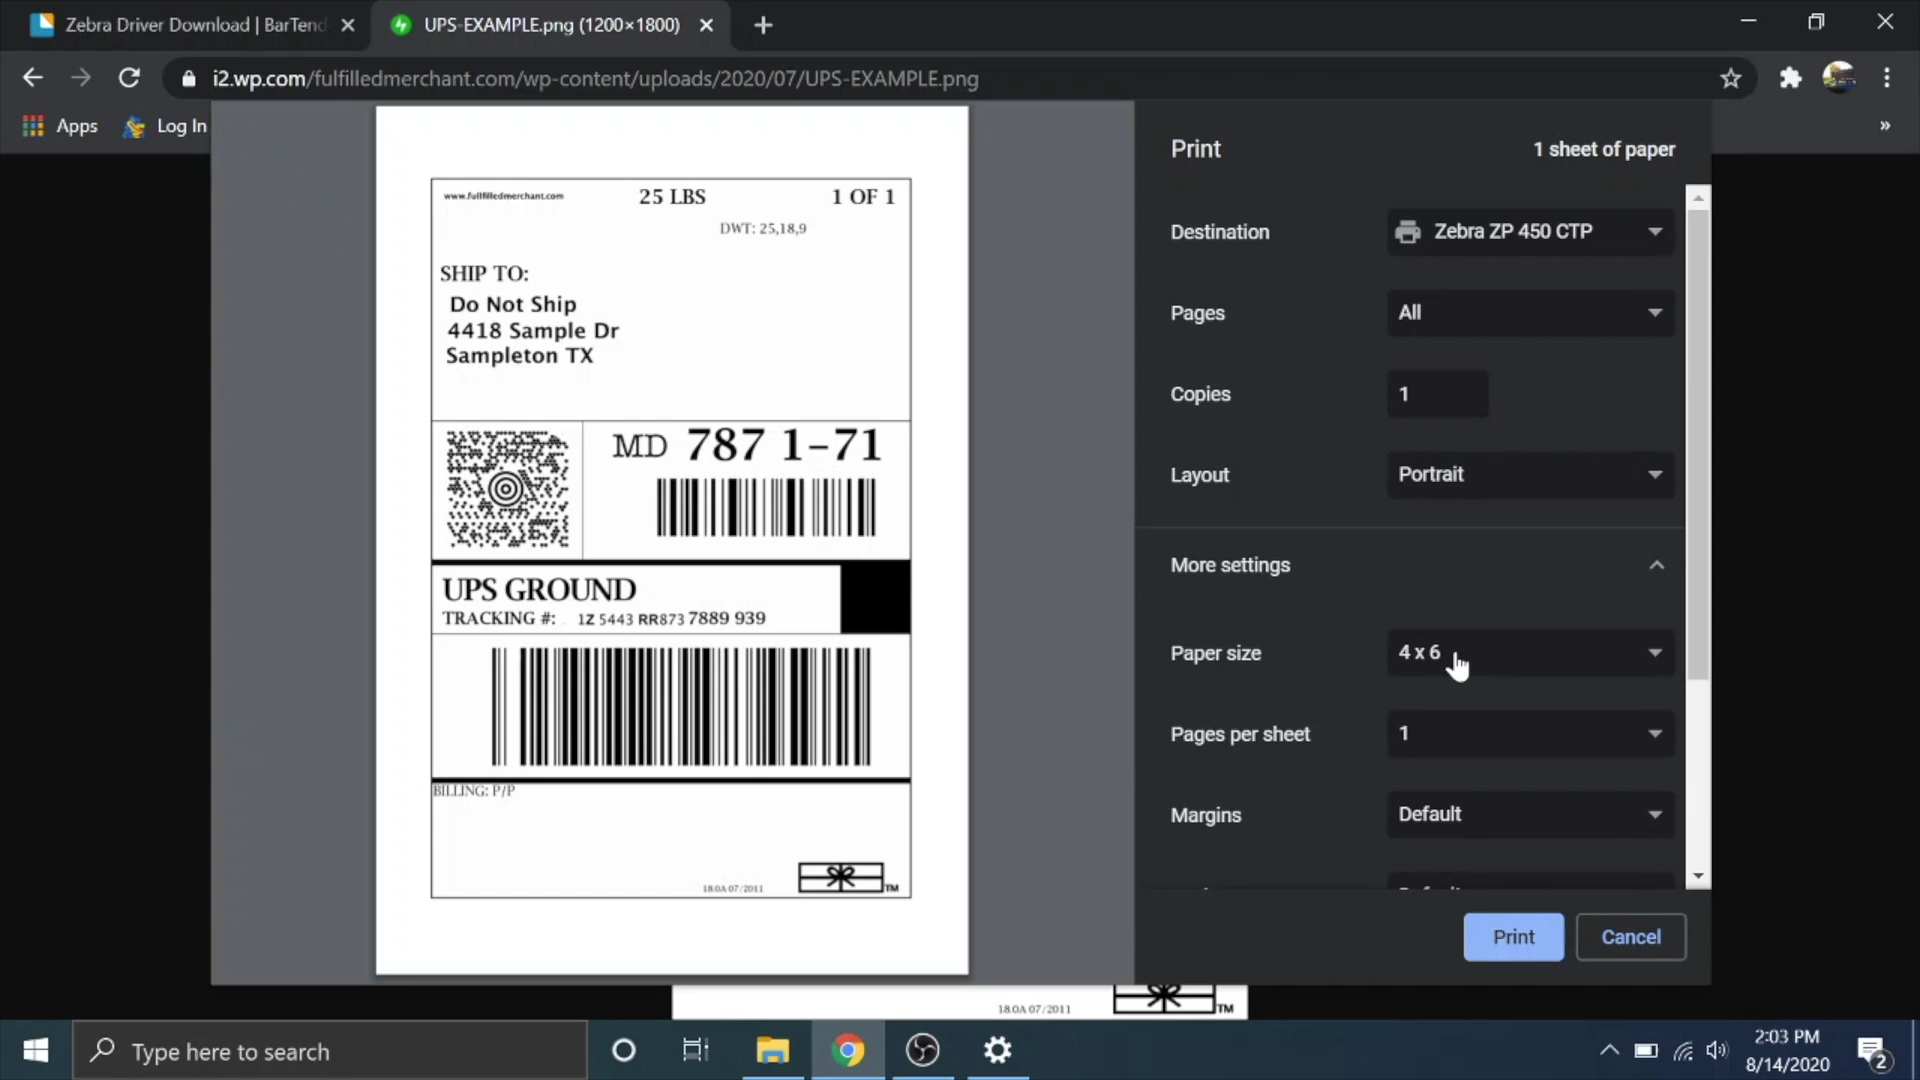 Zebra Driver Download | BarTend
UPS-EXAMPLE.png (1200×1800)
i2.wp.com/fulfilledmerchant.com/wp-content/uploads/2020/07/UPS-EXAMPLE.png
Apps
Log In
»
www.fullfilledmerchant.com
25 LBS
1 OF 1
DWT: 25,18,9
SHIP TO:
Do Not Ship
4418 Sample Dr
Sampleton TX
MD 787 1-71
UPS GROUND
TRACKING #: 1Z 5443 RR873 7889 939
BILLING: P/P
18.0A 07/2011
TM
Print
1 sheet of paper
Destination
Zebra ZP 450 CTP
Pages
All
Copies
1
Layout
Portrait
More settings
Paper size
4 x 6
Pages per sheet
1
Margins
Default
Print
Cancel
18.0A 07/2011
TM
Type here to search
2:03 PM
8/14/2020
2